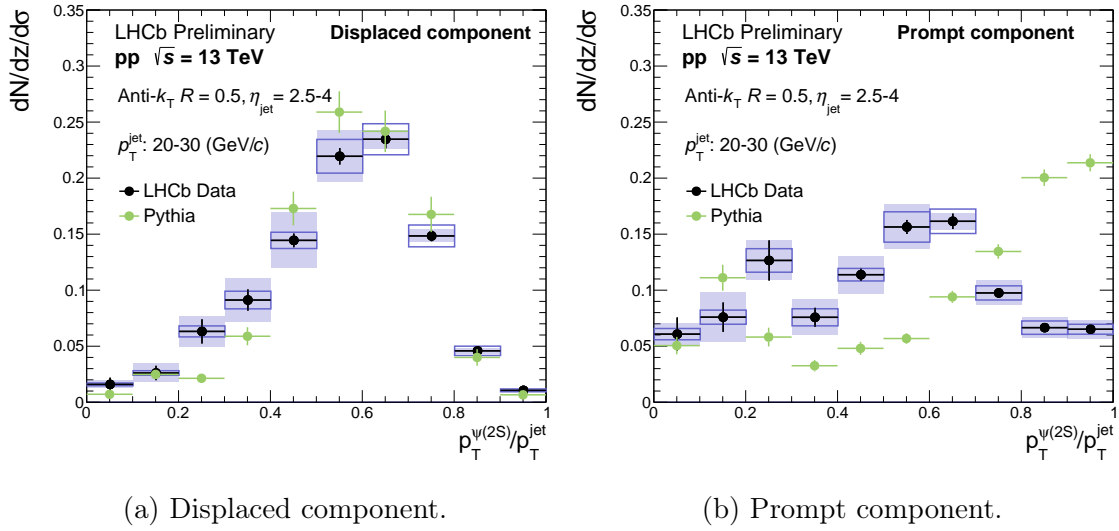 dN/dz/dσ
0.35
0.3
0.25
0.2
0.15
0.1
0.05
0
LHCb Preliminary
Displaced component
pp √s = 13 TeV
Anti-k_T R = 0.5, η_jet = 2.5-4
p_T^jet: 20-30 (GeV/c)
LHCb Data
Pythia
0 0.2 0.4 0.6 0.8 1
p_T^ψ(2S)/p_T^jet
(a) Displaced component.
dN/dz/dσ
0.35
0.3
0.25
0.2
0.15
0.1
0.05
0
LHCb Preliminary
Prompt component
pp √s = 13 TeV
Anti-k_T R = 0.5, η_jet = 2.5-4
p_T^jet: 20-30 (GeV/c)
LHCb Data
Pythia
0 0.2 0.4 0.6 0.8 1
p_T^ψ(2S)/p_T^jet
(b) Prompt component.